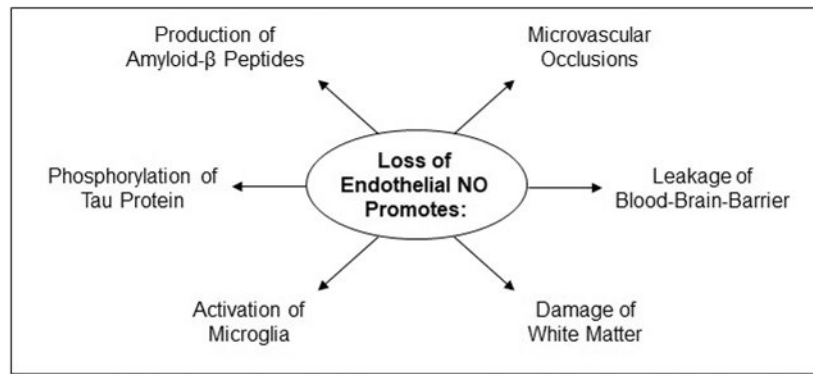 Production of
Amyloid-β Peptides
Microvascular
Occlusions
Phosphorylation of
Tau Protein
Loss of
Endothelial NO
Promotes:
Leakage of
Blood-Brain-Barrier
Activation of
Microglia
Damage of
White Matter